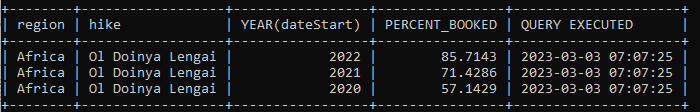 region | hike | YEAR(dateStart) | PERCENT_BOOKED | QUERY EXECUTED
Africa | Ol Doinya Lengai | 2022 | 85.7143 | 2023-03-03 07:07:25
Africa | Ol Doinya Lengai | 2021 | 71.4286 | 2023-03-03 07:07:25
Africa | Ol Doinya Lengai | 2020 | 57.1429 | 2023-03-03 07:07:25